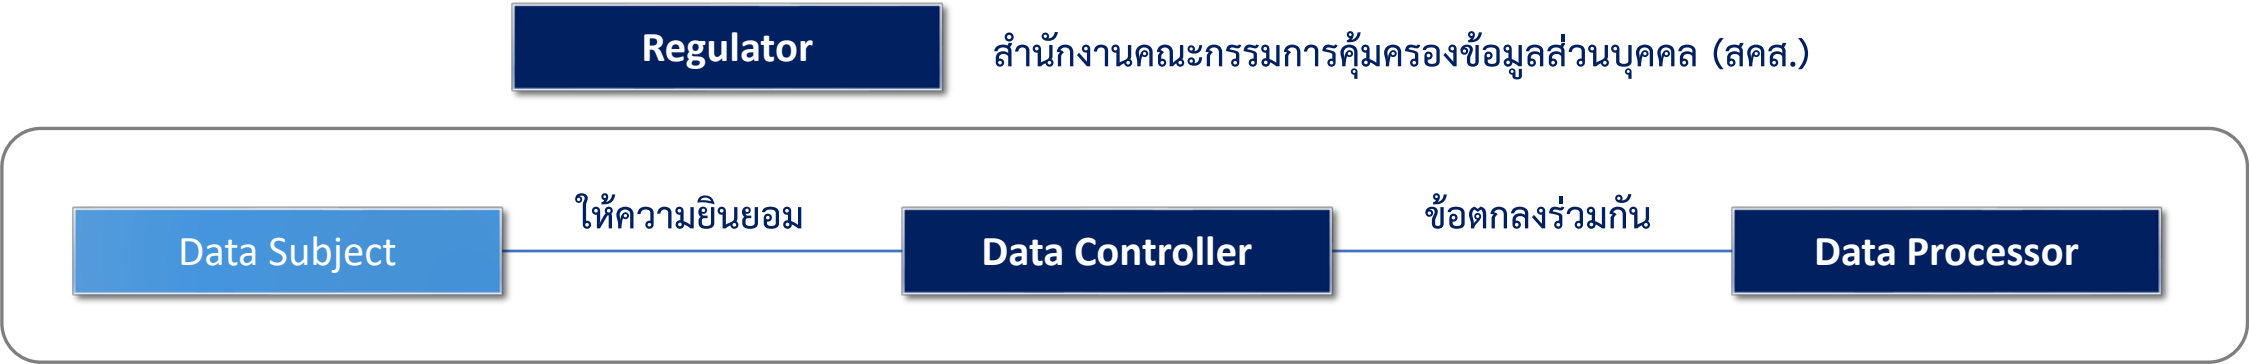 Regulator สำนักงานคณะกรรมการคุ้มครองข้อมูลส่วนบุคคล (สคส.)
ให้ความยินยอม ข้อตกลงร่วมกัน
Data Subject Data Controller Data Processor